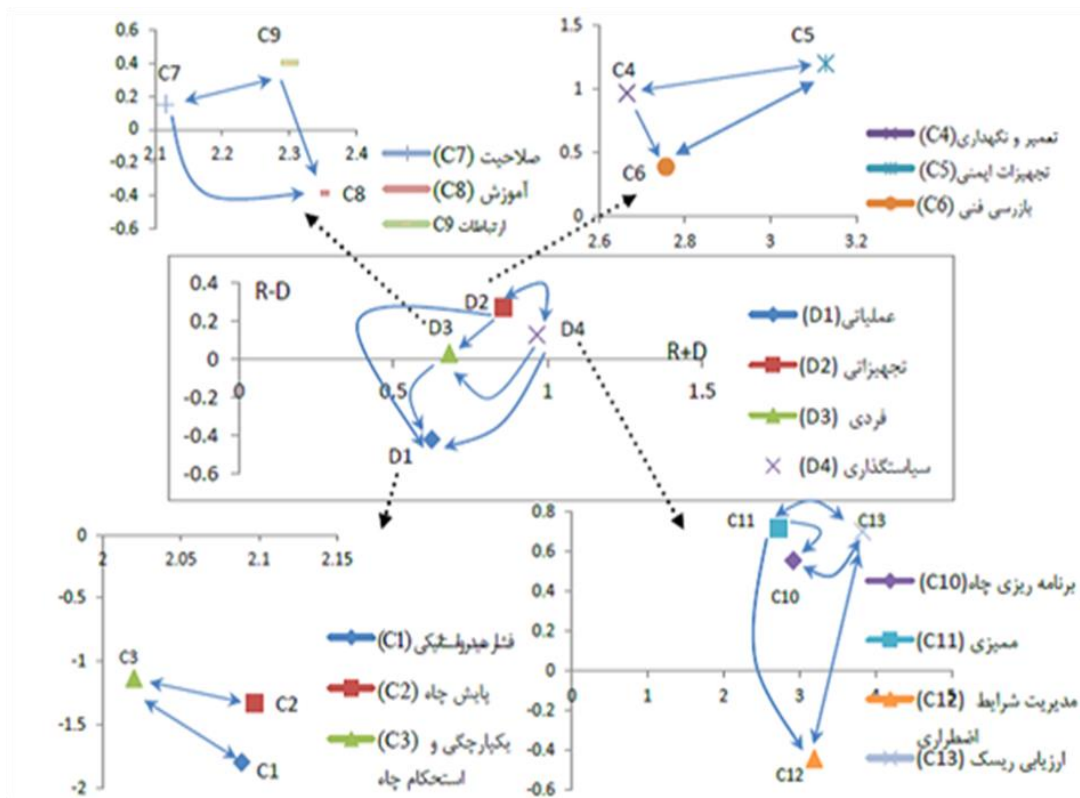 0.6
0.4
0.2
0
-0.2
-0.4
-0.6
2.1
2.2
2.3
2.4
C7
C9
C8
صلاحیت (C7)
آموزش (C8)
ارتباطات C9
1.5
1
0.5
0
2.6
2.8
3
3.2
C4
C5
C6
تعمیر و نگهداری(C4)
تجهیزات ایمنی(C5)
بازرسی فنی (C6)
0.4
0.2
0
-0.2
-0.4
-0.6
0
0.5
1
1.5
R-D
R+D
D2
D3
D4
D1
عملیاتی(D1)
تجهیزاتی (D2)
فردی (D3)
سیاستگذاری (D4)
0
-0.5
-1
-1.5
-2
2
2.05
2.1
2.15
C3
C2
C1
فشار هیدرولستاتیکی (C1)
پایش چاه (C2)
یکپارچگی و (C3)
استحکام چاه
0.8
0.6
0.4
0.2
0
-0.2
-0.4
-0.6
0
1
2
3
4
5
C11
C13
C10
C12
برنامه ریزی چاه(C10)
ممیزی (C11)
مدیریت شرایط (C12)
اضطراری
ارزیابی ریسک (C13)